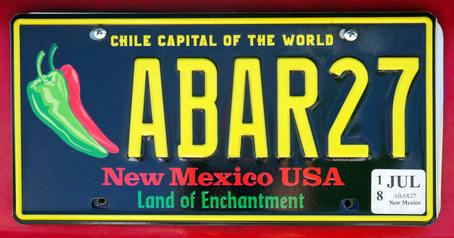 CHILE CAPITAL OF THE WORLD
ABAR27
New Mexico USA
Land of Enchantment
1 8 JUL
ABAR27
New Mexico